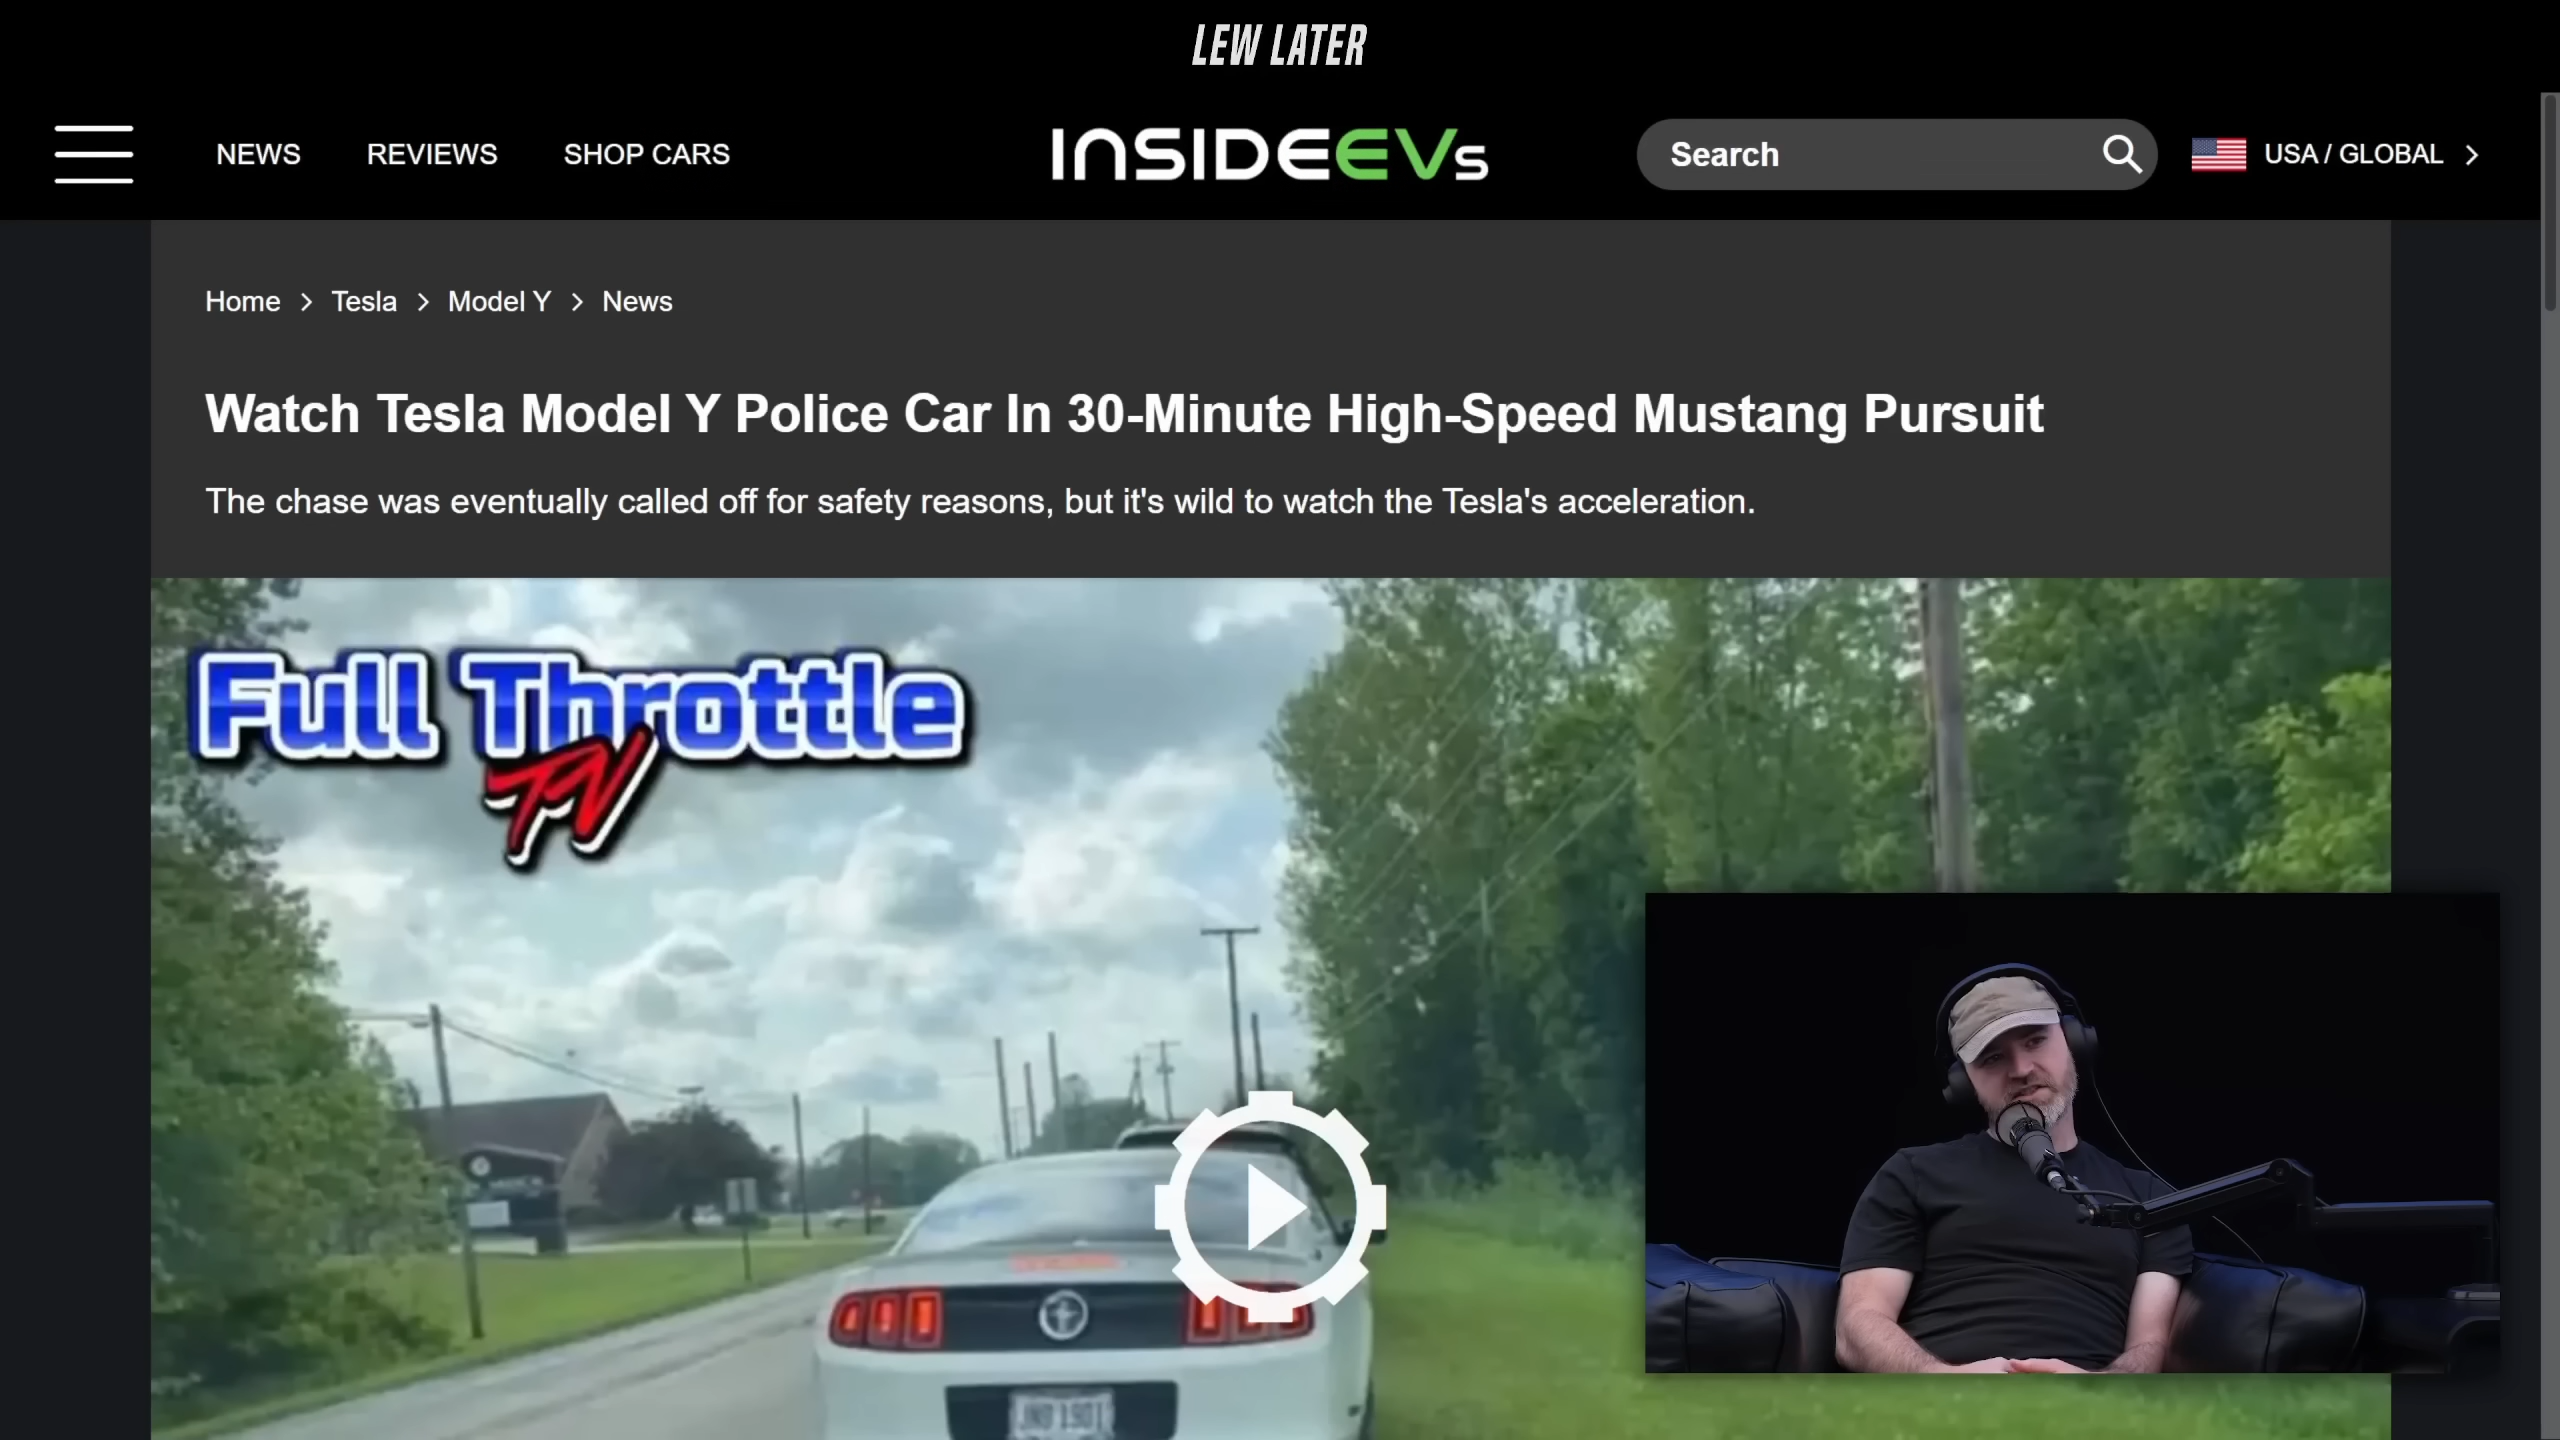 LEW LATER
NEWS
REVIEWS
SHOP CARS
INSIDEEVs
Search
USA / GLOBAL
Home > Tesla > Model Y > News
Watch Tesla Model Y Police Car In 30-Minute High-Speed Mustang Pursuit
The chase was eventually called off for safety reasons, but it's wild to watch the Tesla's acceleration.
Full Throttle
TV